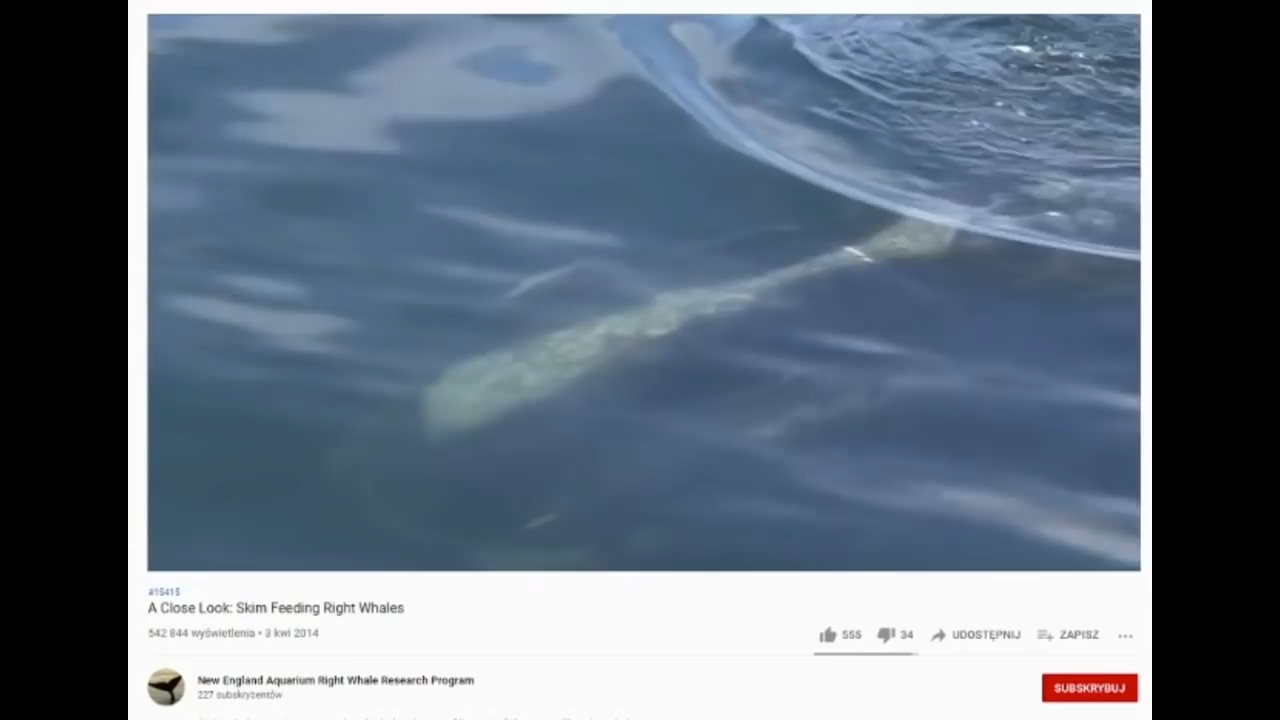 #15415
A Close Look: Skim Feeding Right Whales
542 844 wyświetlenia • 3 kwi 2014
555 34 UDOSTĘPNIJ ZAPISZ
New England Aquarium Right Whale Research Program
227 subskrybentów
SUBSKRYBUJ